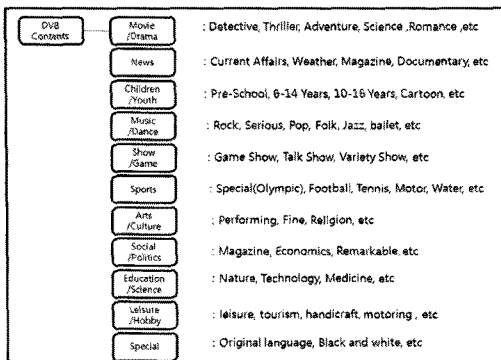 DVB
Contents
Movie
/Drama
: Detective, Thriller, Adventure, Science ,Romance ,etc
News
: Current Affairs, Weather, Magazine, Documentary, etc
Children
/Youth
: Pre-School, 6-14 Years, 10-16 Years, Cartoon, etc
Music
/Dance
: Rock, Serious, Pop, Folk, Jazz, ballet, etc
Show
/Game
: Game Show, Talk Show, Variety Show, etc
Sports
: Special(Olympic), Football, Tennis, Motor, Water, etc
Arts
/Culture
: Performing, Fine, Religion, etc
Social
/Politics
: Magazine, Economics, Remarkable, etc
Education
/Science
: Nature, Technology, Medicine, etc
Leisure
/Hobby
: leisure, tourism, handicraft, motoring , etc
Special
: Original language, Black and white, etc